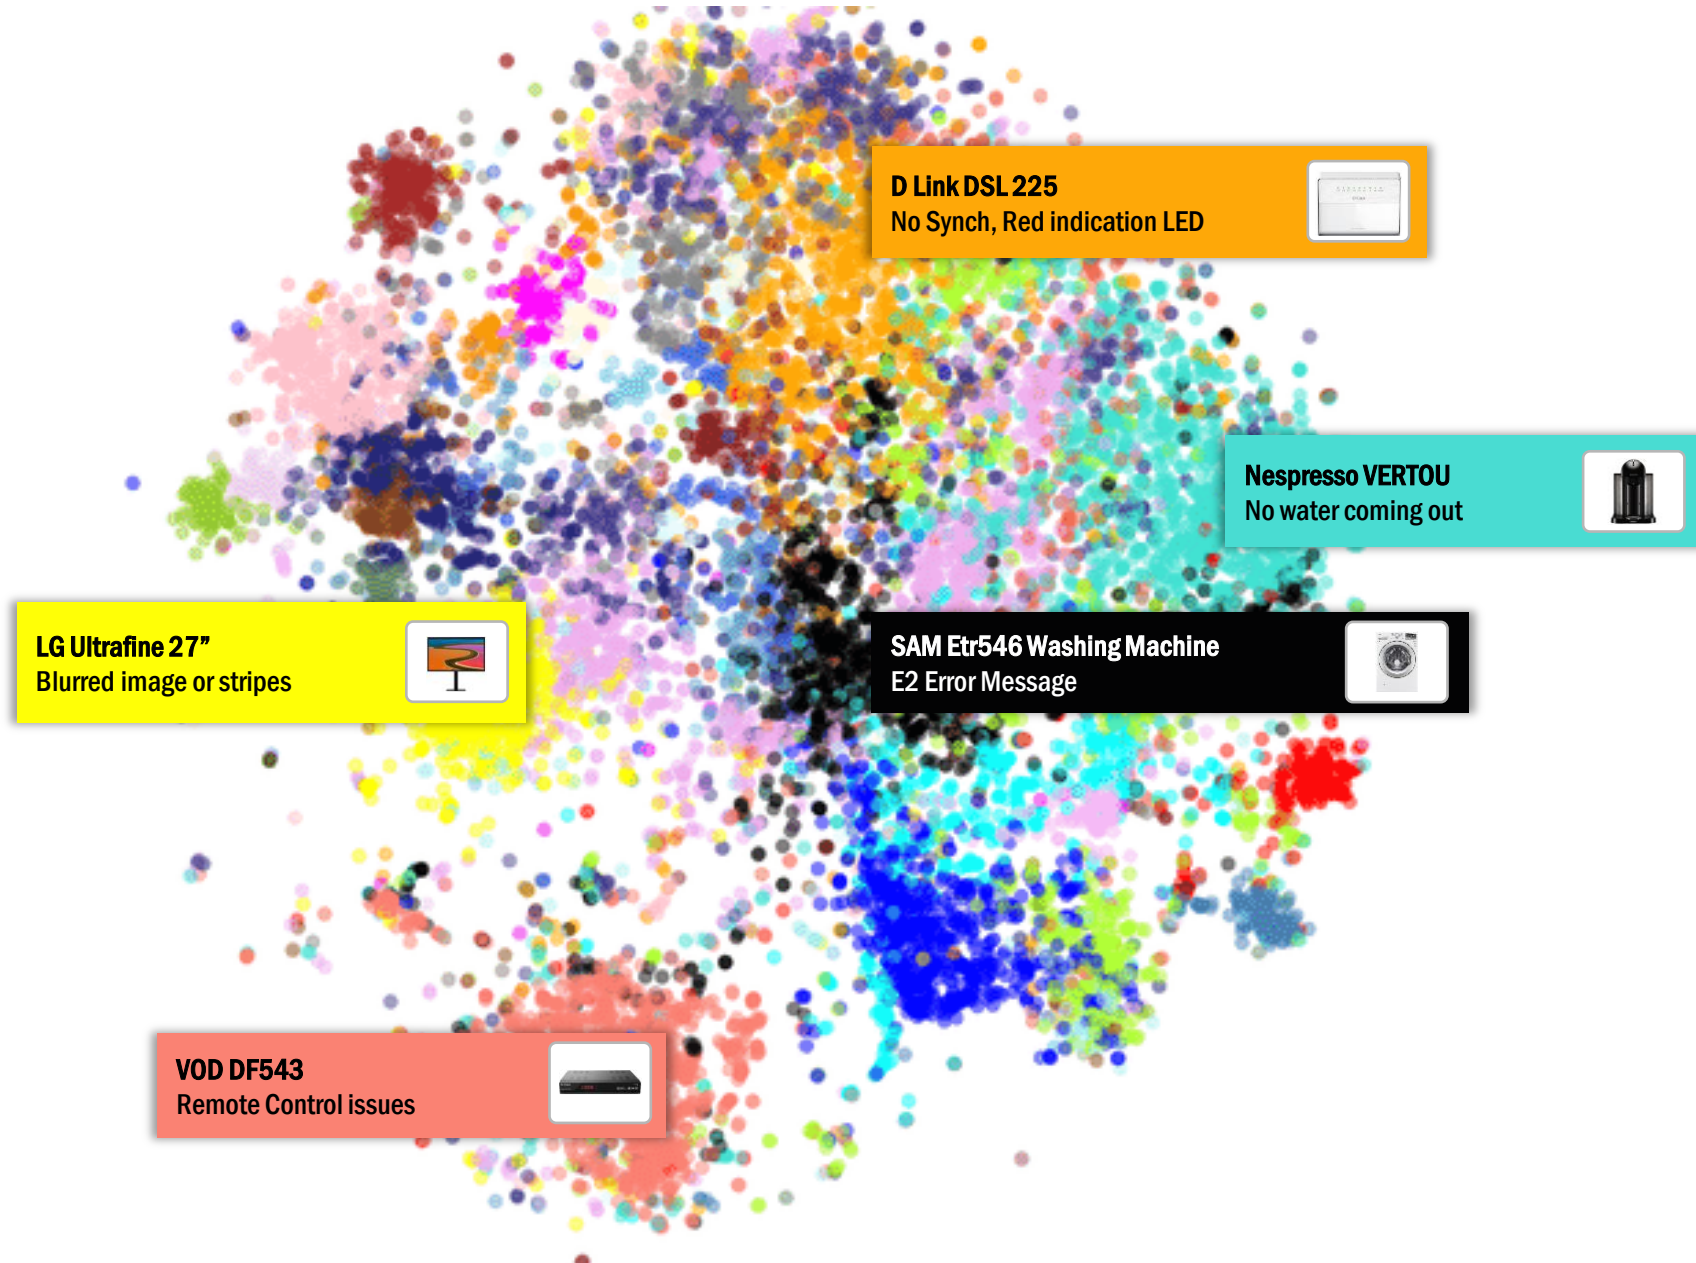 D Link DSL 225
No Synch, Red indication LED
Nespresso VERTOU
No water coming out
LG Ultrafine 27”
Blurred image or stripes
SAM Etr546 Washing Machine
E2 Error Message
VOD DF543
Remote Control issues